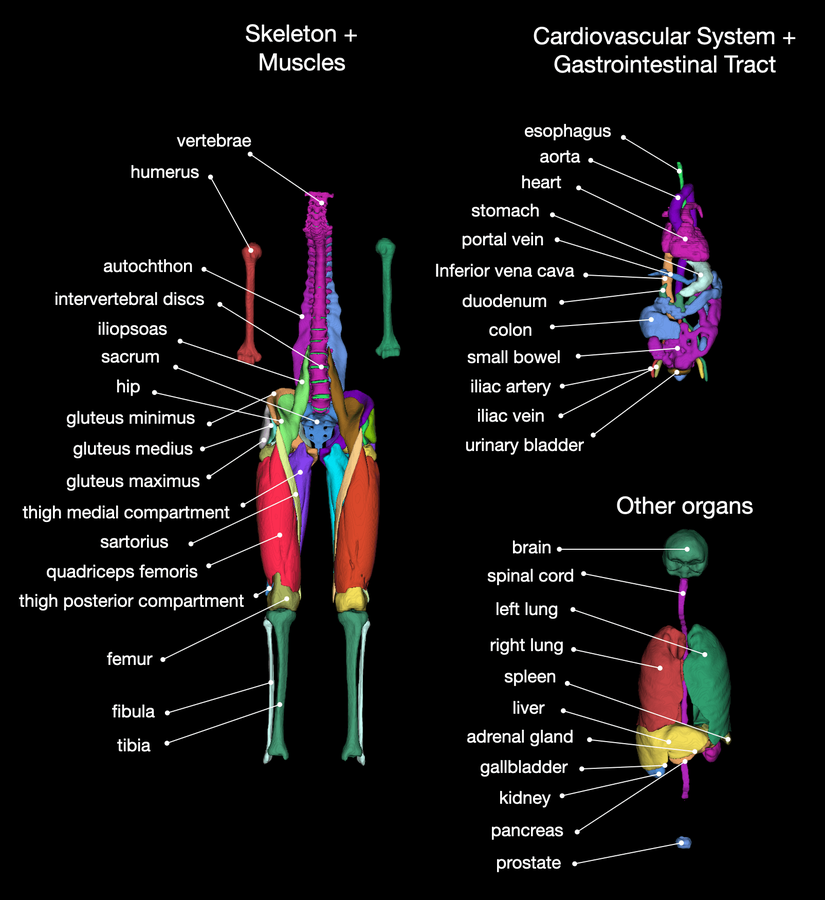 Skeleton +
Muscles
vertebrae
humerus
autochthon
intervertebral discs
iliopsoas
sacrum
hip
gluteus minimus
gluteus medius
gluteus maximus
thigh medial compartment
sartorius
quadriceps femoris
thigh posterior compartment
femur
fibula
tibia
Cardiovascular System +
Gastrointestinal Tract
esophagus
aorta
heart
stomach
portal vein
Inferior vena cava
duodenum
colon
small bowel
iliac artery
iliac vein
urinary bladder
Other organs
brain
spinal cord
left lung
right lung
spleen
liver
adrenal gland
gallbladder
kidney
pancreas
prostate